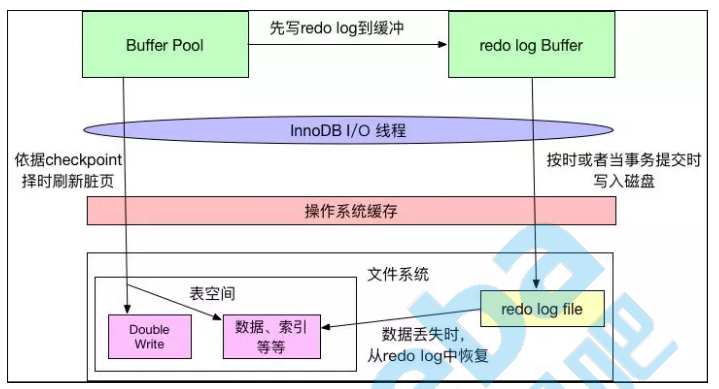 先写redo log到缓冲
Buffer Pool
redo log Buffer
InnoDB I/O 线程
依据checkpoint
择时刷新脏页
按时或者当事务提交时
写入磁盘
操作系统缓存
文件系统
表空间
Double
Write
数据、索引
等等
redo log file
数据丢失时，
从redo log中恢复
eba
吧